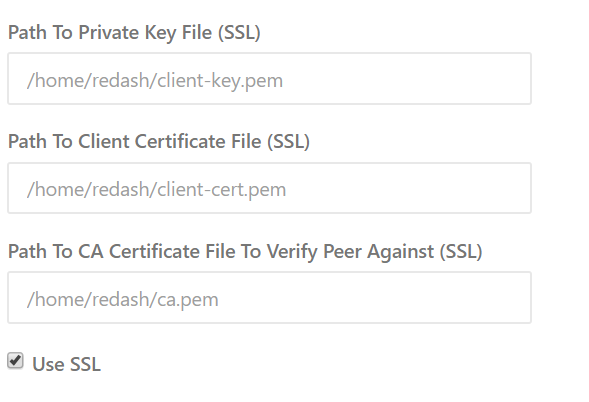 Path To Private Key File (SSL)
/home/redash/client-key.pem
Path To Client Certificate File (SSL)
/home/redash/client-cert.pem
Path To CA Certificate File To Verify Peer Against (SSL)
/home/redash/ca.pem
Use SSL